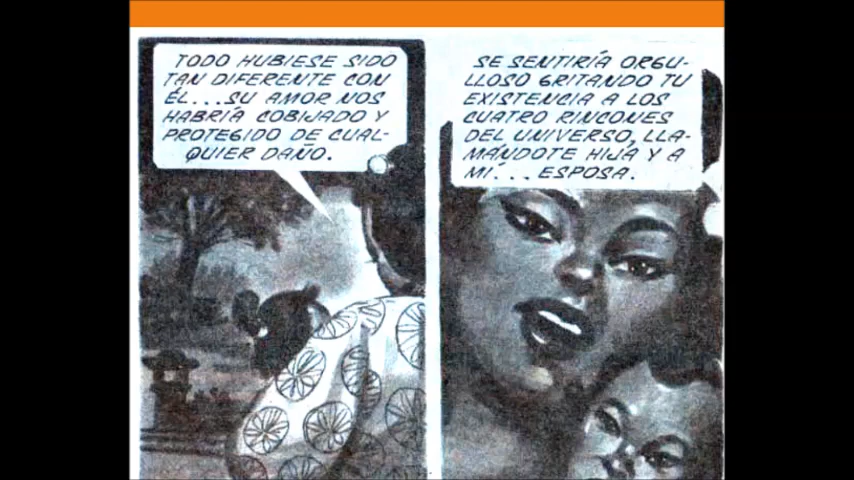 TODO HUBIESE SIDO
TAN DIFERENTE CON
ÉL...SU AMOR NOS
HABRÍA COBIJADO Y
PROTEGIDO DE CUAL-
QUIER DAÑO.
SE SENTIRÍA ORGU-
LLOSO GRITANDO TU
EXISTENCIA A LOS
CUATRO RINCONES
DEL UNIVERSO, LLA-
MÁNDOTE HIJA Y A
MÍ... ESPOSA.